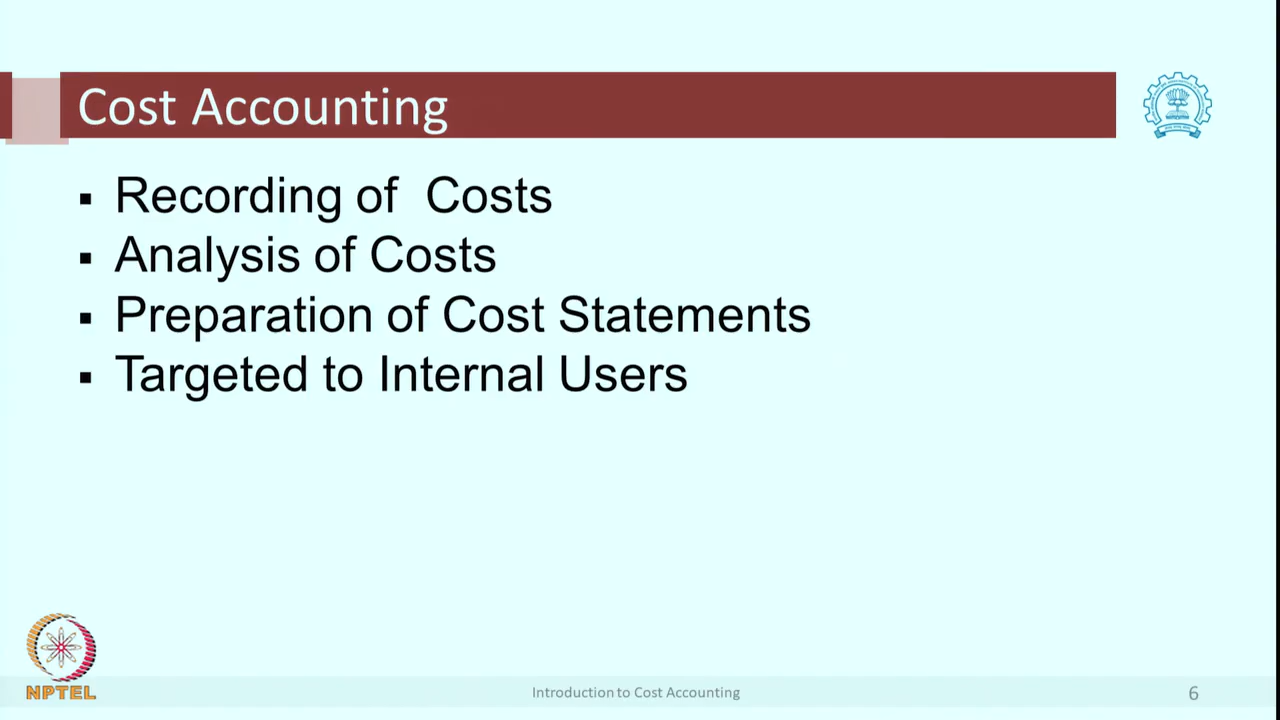 Cost Accounting
▪ Recording of  Costs
▪ Analysis of Costs
▪ Preparation of Cost Statements
▪ Targeted to Internal Users
NPTEL
Introduction to Cost Accounting
6